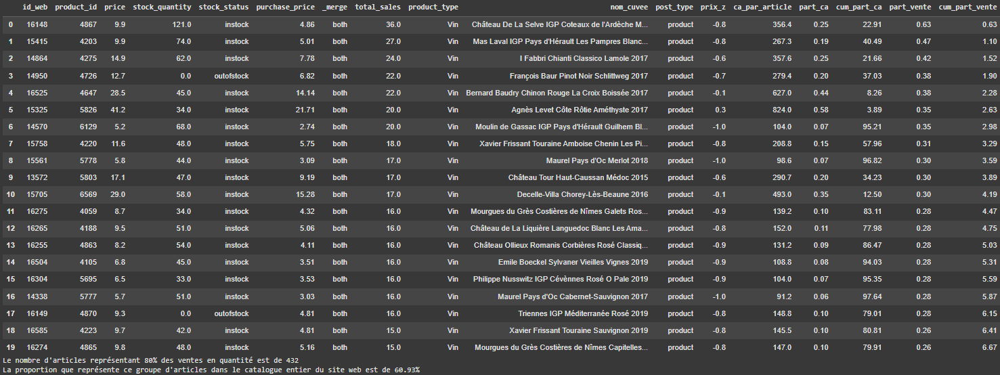 id_web product_id price stock_quantity stock_status purchase_price _merge total_sales product_type nom_cuvee post_type prix_z ca_par_article part_ca cum_part_ca part_vente cum_part_vente
0 16148 4867 9.9 121.0 instock 4.86 both 36.0 Vin Château De La Selve IGP Coteaux de l'Ardèche M... product -0.8 356.4 0.25 22.91 0.63 0.63
1 15415 4203 9.9 74.0 instock 5.01 both 27.0 Vin Mas Laval IGP Pays d'Hérault Les Pampres Blanc... product -0.8 267.3 0.19 40.49 0.47 1.10
2 14864 4275 14.9 62.0 instock 7.78 both 24.0 Vin I Fabbri Chianti Classico Lamole 2017 product -0.6 357.6 0.25 21.66 0.42 1.52
3 14950 4726 12.7 0.0 outofstock 6.82 both 22.0 Vin François Baur Pinot Noir Schlittweg 2017 product -0.7 279.4 0.20 37.03 0.38 1.90
4 16525 4647 28.5 45.0 instock 14.14 both 22.0 Vin Bernard Baudry Chinon Rouge La Croix Boissée 2017 product -0.1 627.0 0.44 8.26 0.38 2.28
5 15325 5826 41.2 34.0 instock 21.71 both 20.0 Vin Agnès Levet Côte Rôtie Améthyste 2017 product 0.3 824.0 0.58 3.89 0.35 2.63
6 14570 6129 5.2 68.0 instock 2.74 both 20.0 Vin Moulin de Gassac IGP Pays d'Hérault Guilhem Bl... product -1.0 104.0 0.07 95.21 0.35 2.98
7 15758 4220 11.6 48.0 instock 5.75 both 18.0 Vin Xavier Frissant Touraine Amboise Chenin Les Pi... product -0.8 208.8 0.15 57.96 0.31 3.29
8 15561 5778 5.8 44.0 instock 3.09 both 17.0 Vin Maurel Pays d'Oc Merlot 2018 product -1.0 98.6 0.07 96.82 0.30 3.59
9 13572 5803 17.1 47.0 instock 9.19 both 17.0 Vin Château Tour Haut-Caussan Médoc 2015 product -0.6 290.7 0.20 34.23 0.30 3.89
10 15705 6569 29.0 58.0 instock 15.28 both 17.0 Vin Decelle-Villa Chorey-Lès-Beaune 2016 product -0.1 493.0 0.35 12.50 0.30 4.19
11 16275 4059 8.7 34.0 instock 4.32 both 16.0 Vin Mourgues du Grès Costières de Nîmes Galets Ros... product -0.9 139.2 0.10 83.11 0.28 4.47
12 16265 4188 9.5 51.0 instock 5.06 both 16.0 Vin Château de La Liquière Languedoc Blanc Les Ama... product -0.8 152.0 0.11 77.98 0.28 4.75
13 16255 4863 8.2 54.0 instock 4.11 both 16.0 Vin Château Ollieux Romanis Corbières Rosé Classiq... product -0.9 131.2 0.09 86.47 0.28 5.03
14 16504 4105 6.8 45.0 instock 3.51 both 16.0 Vin Emile Boeckel Sylvaner Vieilles Vignes 2019 product -0.9 108.8 0.08 94.03 0.28 5.31
15 16304 5695 6.5 33.0 instock 3.53 both 16.0 Vin Philippe Nusswitz IGP Cévènnes Rosé O Pale 2019 product -0.9 104.0 0.07 95.35 0.28 5.59
16 14338 5777 5.7 51.0 instock 3.03 both 16.0 Vin Maurel Pays d'Oc Cabernet-Sauvignon 2017 product -1.0 91.2 0.06 97.64 0.28 5.87
17 16149 4870 9.3 0.0 outofstock 4.81 both 16.0 Vin Triennes IGP Méditerranée Rosé 2019 product -0.8 148.8 0.10 79.01 0.28 6.15
18 16585 4223 9.7 42.0 instock 4.81 both 15.0 Vin Xavier Frissant Touraine Sauvignon 2019 product -0.8 145.5 0.10 80.81 0.26 6.41
19 16274 4865 9.8 48.0 instock 5.16 both 15.0 Vin Mourgues du Grès Costières de Nîmes Capitelles... product -0.8 147.0 0.10 79.91 0.26 6.67
Le nombre d'articles représentant 80% des ventes en quantité est de 432
La proportion que représente ce groupe d'articles dans le catalogue entier du site web est de 60.93%